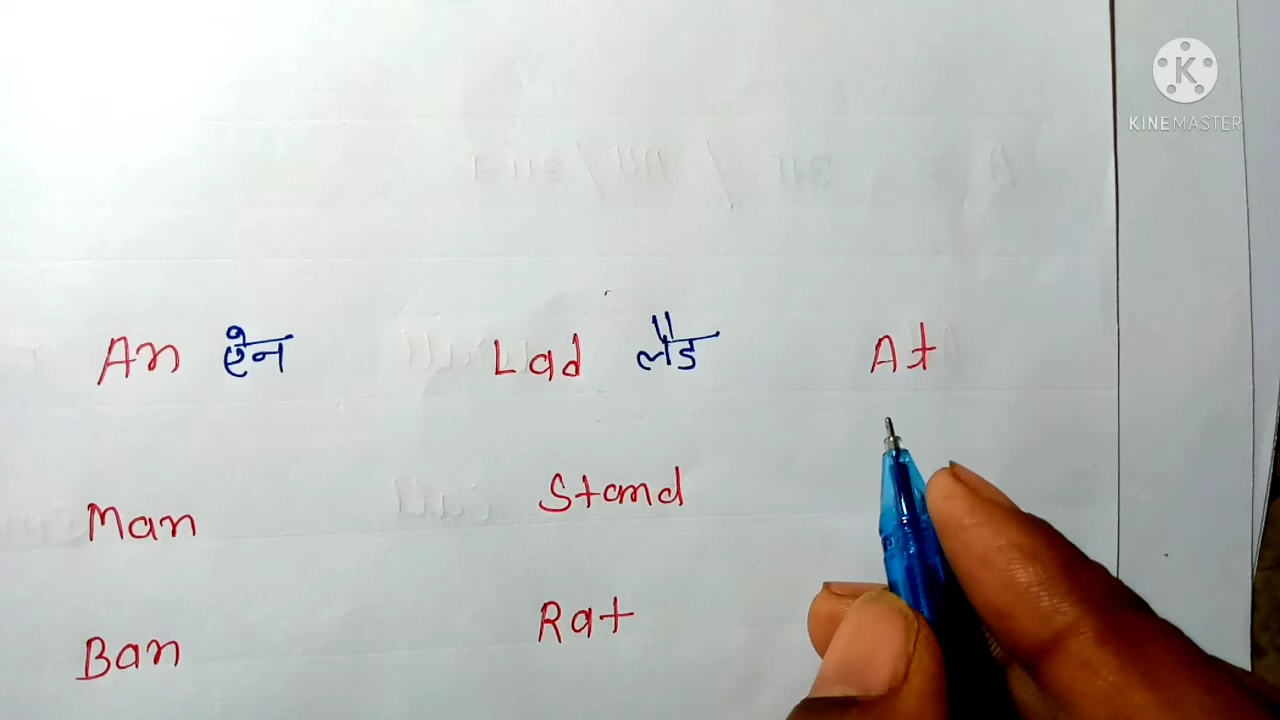 An ऐन Lad लैड At
Man Stand
Ban Rat
KINEMASTER